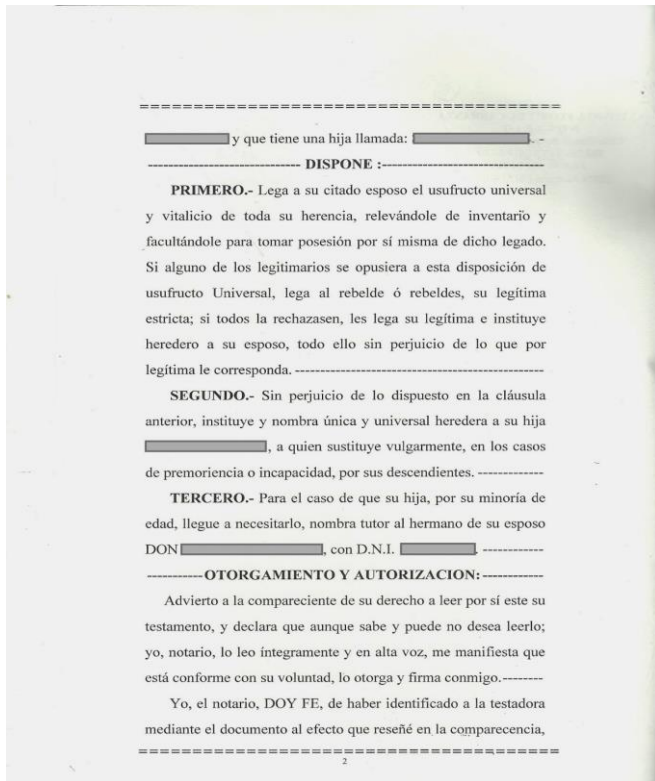 ==========================================
y que tiene una hija llamada: . -
------------------------------ DISPONE :--------------------------------
PRIMERO.- Lega a su citado esposo el usufructo universal
y vitalicio de toda su herencia, relevándole de inventario y
facultándole para tomar posesión por sí misma de dicho legado.
Si alguno de los legitimarios se opusiera a esta disposición de
usufructo Universal, lega al rebelde ó rebeldes, su legítima
estricta; si todos la rechazasen, les lega su legítima e instituye
heredero a su esposo, todo ello sin perjuicio de lo que por
legítima le corresponda. -------------------------------------------------
SEGUNDO.- Sin perjuicio de lo dispuesto en la cláusula
anterior, instituye y nombra única y universal heredera a su hija
, a quien sustituye vulgarmente, en los casos
de premoriencia o incapacidad, por sus descendientes. -------------
TERCERO.- Para el caso de que su hija, por su minoría de
edad, llegue a necesitarlo, nombra tutor al hermano de su esposo
DON , con D.N.I. . ------------
-----------OTORGAMIENTO Y AUTORIZACION:------------
Advierto a la compareciente de su derecho a leer por sí este su
testamento, y declara que aunque sabe y puede no desea leerlo;
yo, notario, lo leo íntegramente y en alta voz, me manifiesta que
está conforme con su voluntad, lo otorga y firma conmigo.--------
Yo, el notario, DOY FE, de haber identificado a la testadora
mediante el documento al efecto que reseñé en la comparecencia,
==========================================
2